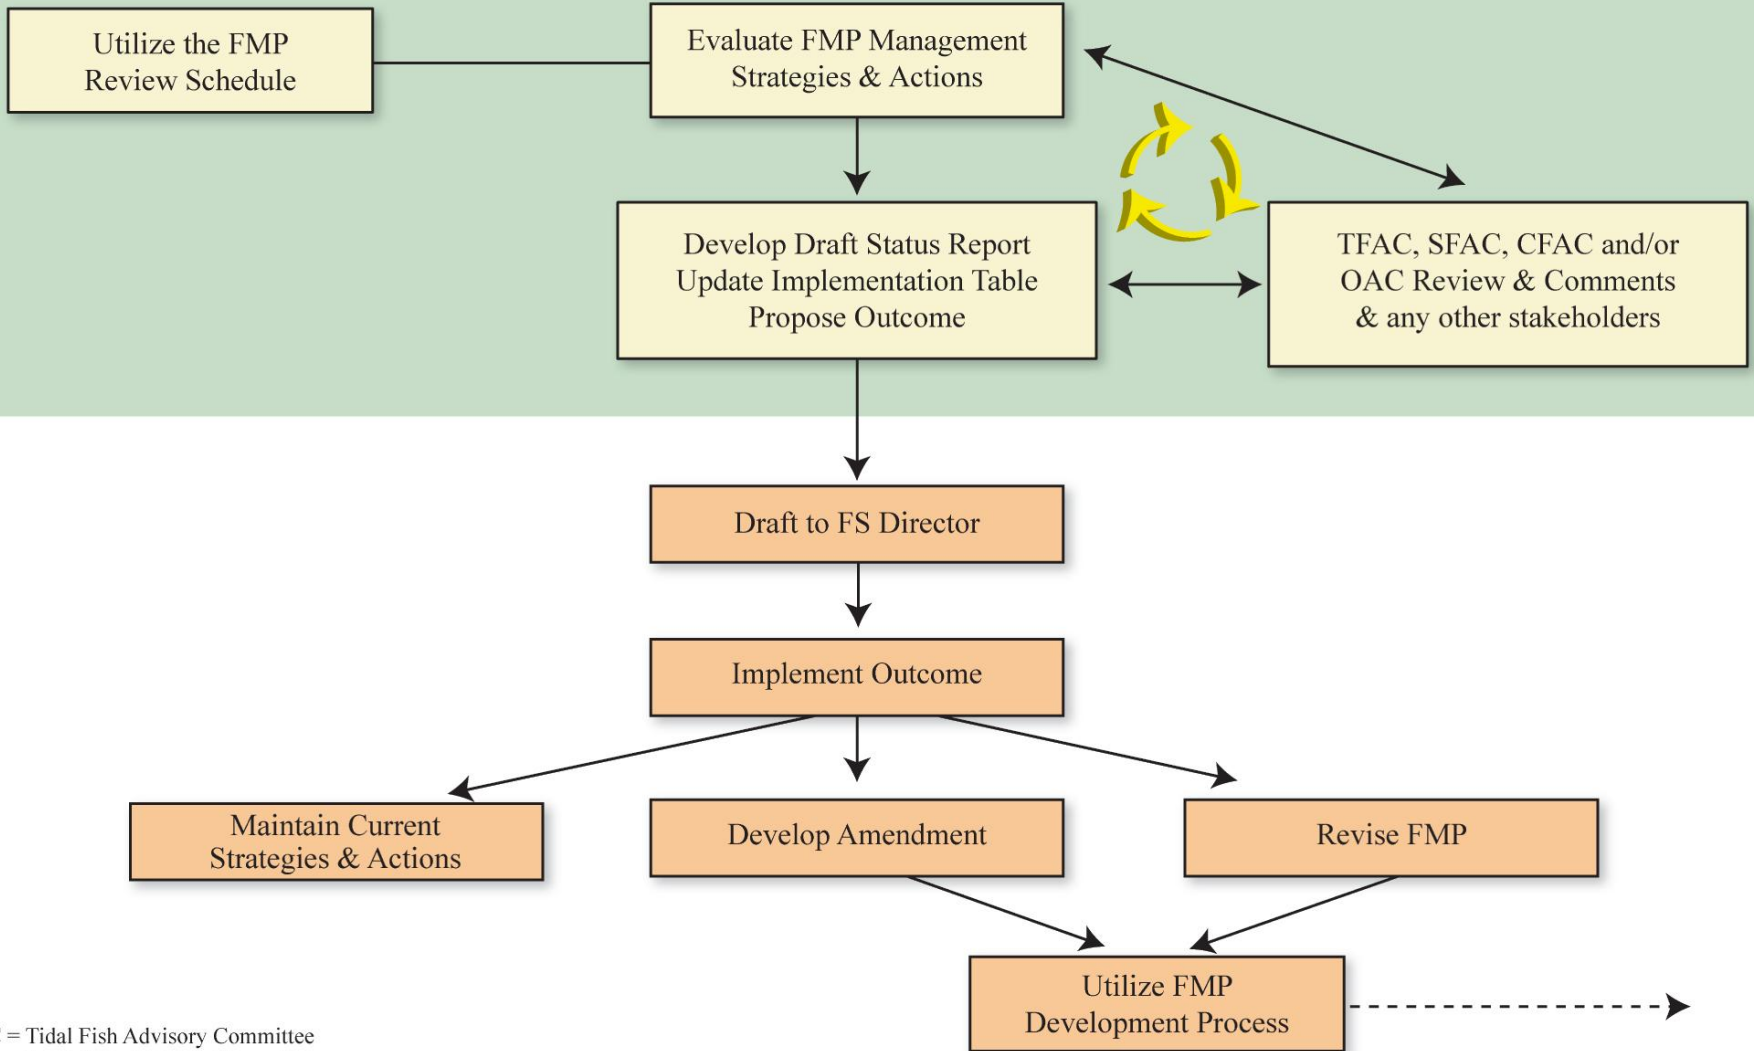 Utilize the FMP
Review Schedule
Evaluate FMP Management
Strategies & Actions
Develop Draft Status Report
Update Implementation Table
Propose Outcome
TFAC, SFAC, CFAC and/or
OAC Review & Comments
& any other stakeholders
Draft to FS Director
Implement Outcome
Maintain Current
Strategies & Actions
Develop Amendment
Revise FMP
Utilize FMP
Development Process
= Tidal Fish Advisory Committee